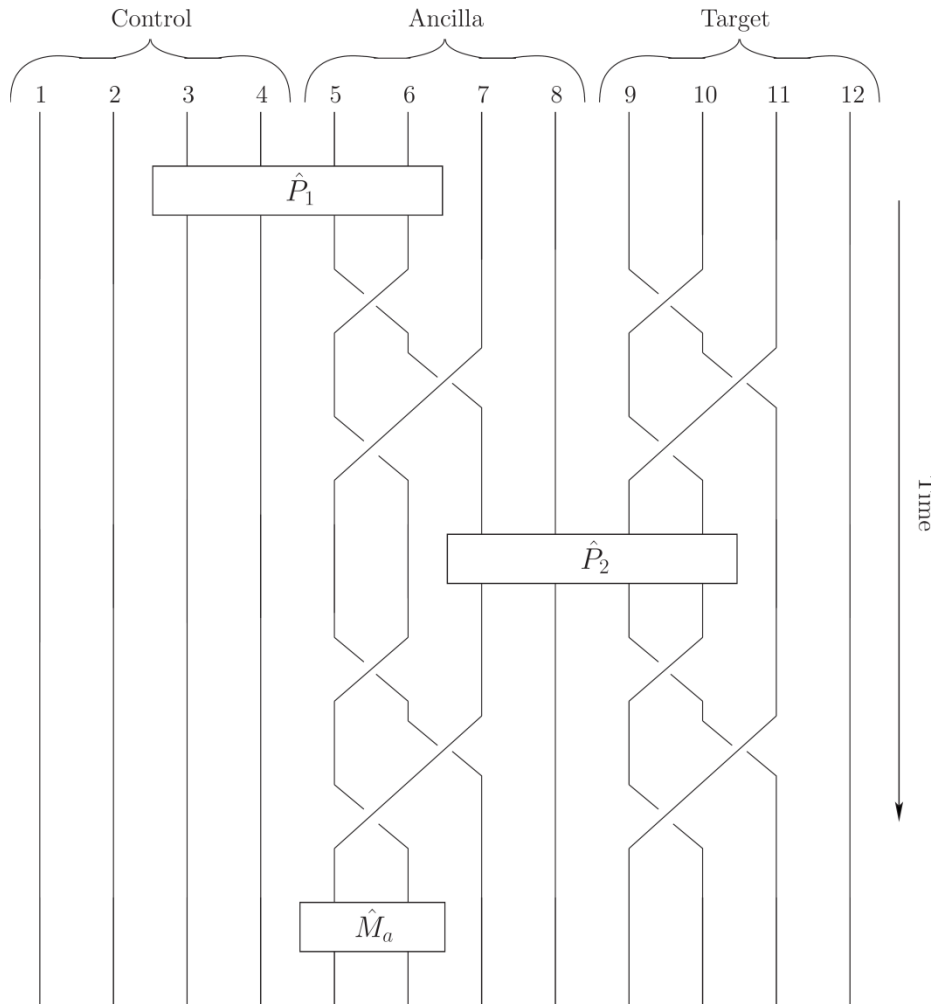 Control Ancilla Target
1 2 3 4 5 6 7 8 9 10 11 12
P̂₁
P̂₂
Time
M̂ₐ